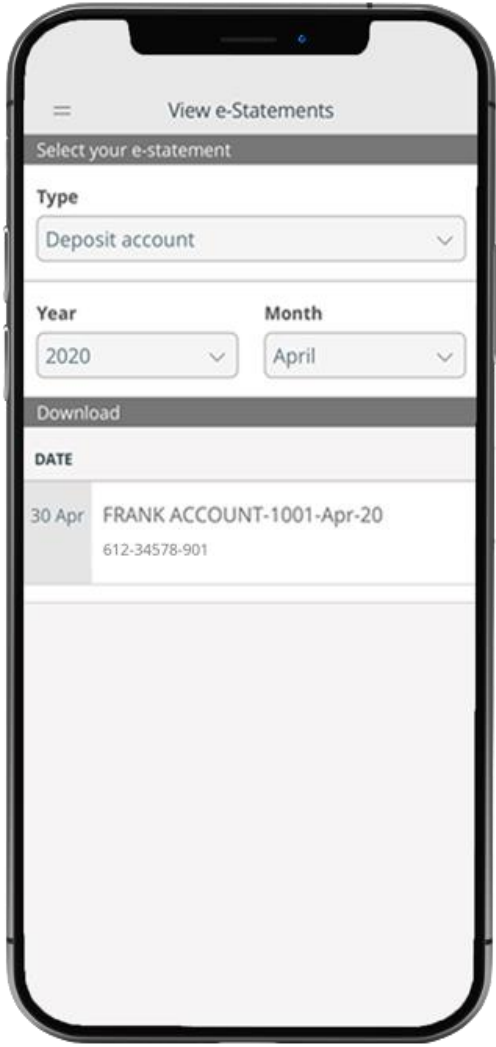 View e-Statements
Select your e-statement
Type
Deposit account
Year Month
2020 April
Download
DATE
30 Apr FRANK ACCOUNT-1001-Apr-20
612-34578-901